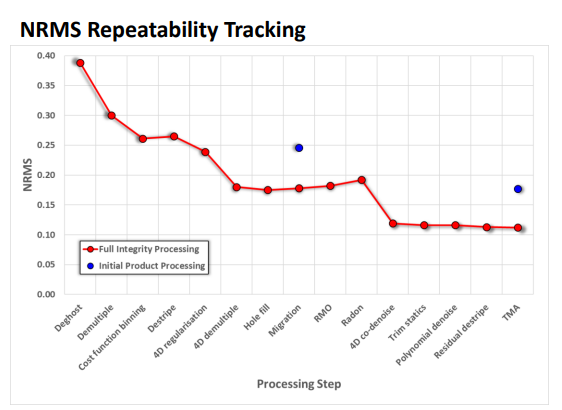 NRMS Repeatability Tracking
0.40
0.35
0.30
0.25
0.20
0.15
0.10
0.05
0.00
NRMS
Full Integrity Processing
Initial Product Processing
Deghost
Demultiple
Cost function binning
Destripe
4D regularisation
4D demultiple
Hole fill
Migration
RMO
Radon
4D co-denoise
Trim statics
Polynomial denoise
Residual destripe
TMA
Processing Step